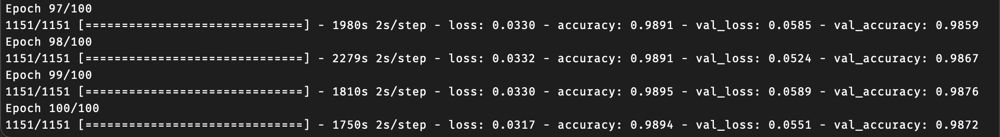 Epoch 97/100
1151/1151 [==============================] - 1980s 2s/step - loss: 0.0330 - accuracy: 0.9891 - val_loss: 0.0585 - val_accuracy: 0.9859
Epoch 98/100
1151/1151 [==============================] - 2279s 2s/step - loss: 0.0332 - accuracy: 0.9891 - val_loss: 0.0524 - val_accuracy: 0.9867
Epoch 99/100
1151/1151 [==============================] - 1810s 2s/step - loss: 0.0330 - accuracy: 0.9895 - val_loss: 0.0589 - val_accuracy: 0.9876
Epoch 100/100
1151/1151 [==============================] - 1750s 2s/step - loss: 0.0317 - accuracy: 0.9894 - val_loss: 0.0551 - val_accuracy: 0.9872